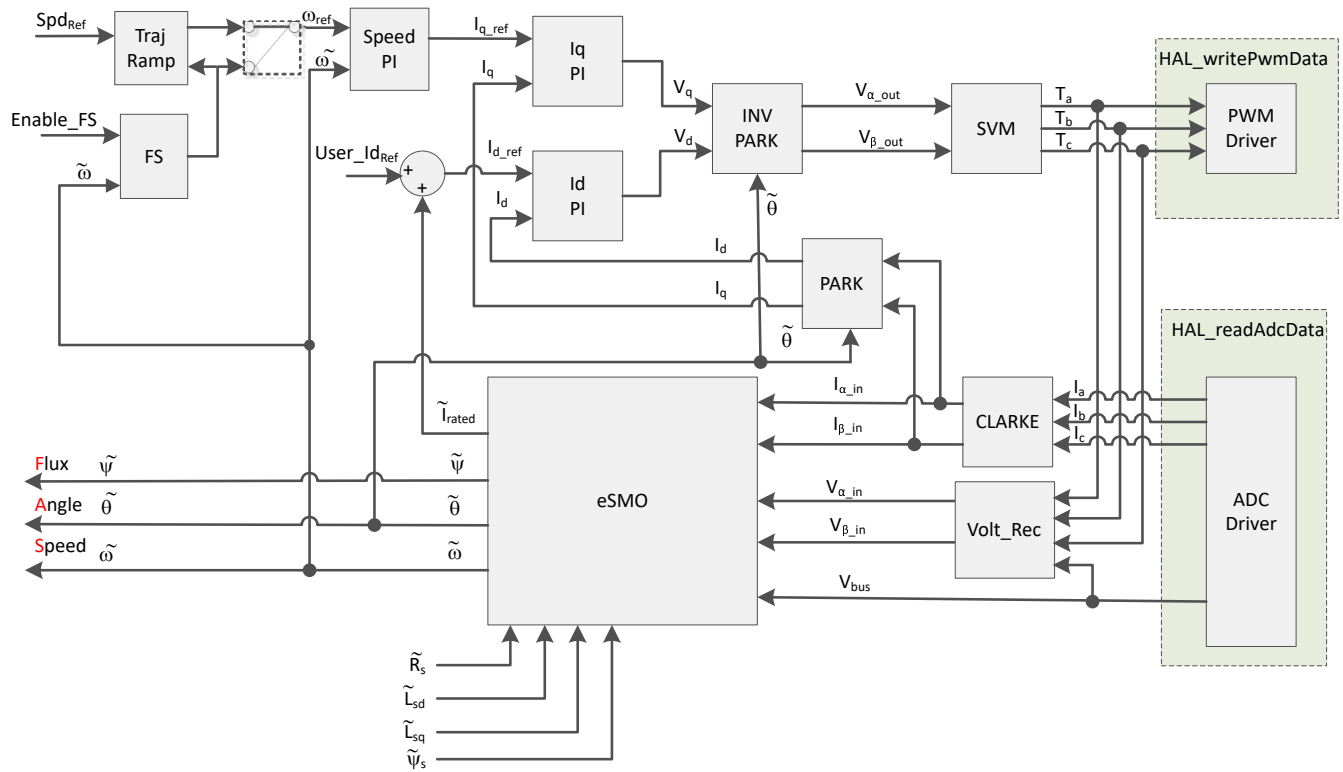 Spd_Ref
Traj
Ramp
ω_ref
ω̃
Speed
PI
I_q_ref
I_q
Iq
PI
V_q
V_d
INV
PARK
V_α_out
V_β_out
SVM
T_a
T_b
T_c
HAL_writePwmData
PWM
Driver
Enable_FS
FS
ω̃
User_Id_Ref
+
+
I_d_ref
I_d
Id
PI
θ̃
I_d
I_q
PARK
θ̃
HAL_readAdcData
Ĩ_rated
eSMO
I_α_in
I_β_in
CLARKE
I_a
I_b
I_c
ADC
Driver
Flux ψ̃ ψ̃
Angle θ̃ θ̃
Speed ω̃ ω̃
V_α_in
V_β_in
Volt_Rec
V_bus
R̃_s
L̃_sd
L̃_sq
ψ̃_s